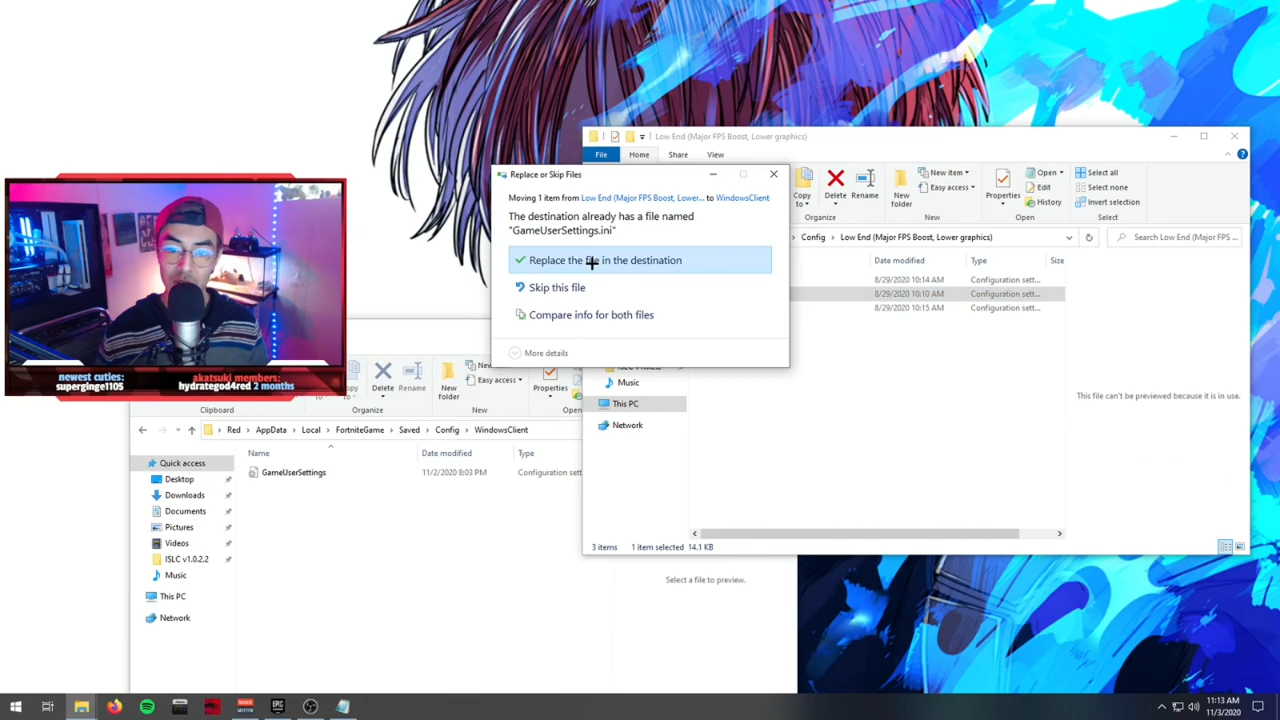 Low End (Major FPS Boost, Lower graphics)
File
Home
Share
View
Copy to
Delete
Rename
Organize
New folder
New item
Easy access
New
Properties
Open
Edit
History
Open
Select all
Select none
Invert selection
Select
Config
Low End (Major FPS Boost, Lower graphics)
Search Low End (Major FPS ...
Date modified
Type
Size
8/29/2020 10:14 AM
Configuration sett...
8/29/2020 10:10 AM
Configuration sett...
8/29/2020 10:15 AM
Configuration sett...
Music
This PC
Network
This file can't be previewed because it is in use.
3 items
1 item selected
14.1 KB
Replace or Skip Files
Moving 1 item from Low End (Major FPS Boost, Lower... to WindowsClient
The destination already has a file named
"GameUserSettings.ini"
Replace the file in the destination
Skip this file
Compare info for both files
More details
newest cuties:
superginge1105
akatsuki members:
hydrategod4red 2 months
Clipboard
Delete
Rename
Organize
New folder
Easy access
New
Properties
Red
AppData
Local
FortniteGame
Saved
Config
WindowsClient
Name
Date modified
Type
GameUserSettings
11/2/2020 8:03 PM
Configuration sett
Quick access
Desktop
Downloads
Documents
Pictures
Videos
ISLC v1.0.2.2
Music
This PC
Network
Select a file to preview.
EPIC
11:13 AM
11/3/2020